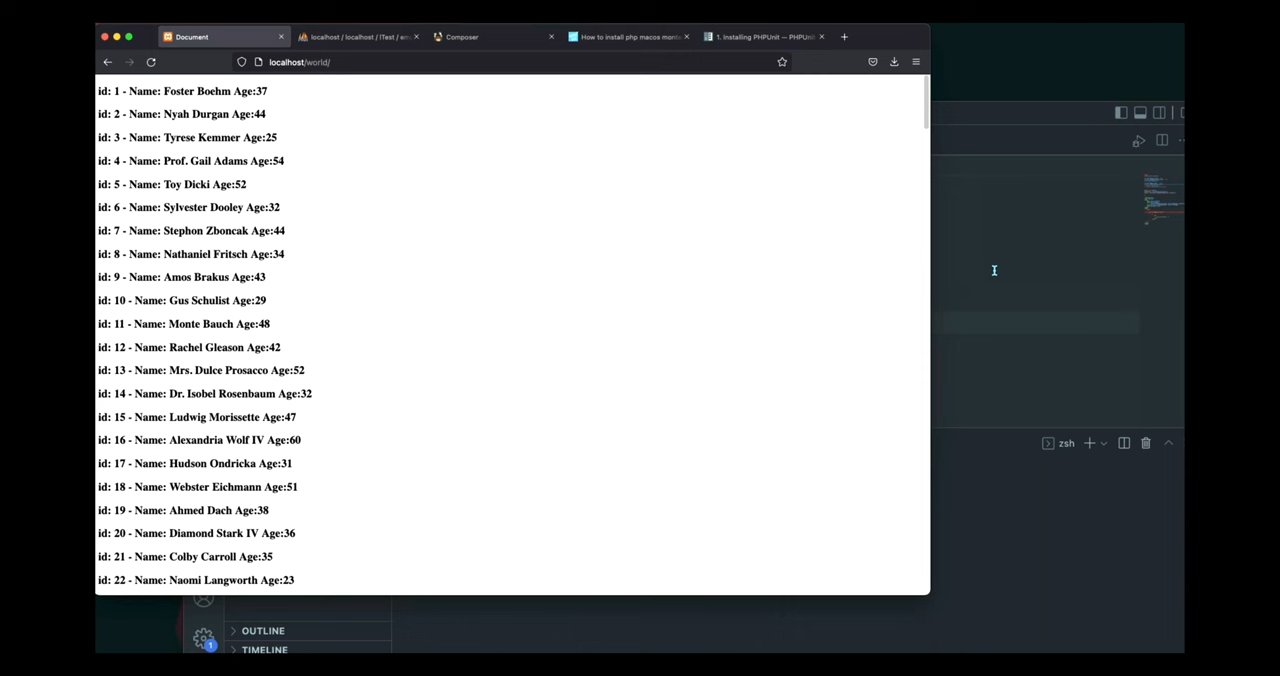 Document
localhost / localhost / lTest / em
Composer
How to install php macos mont
1. Installing PHPUnit — PHPUni
localhost/world/
id: 1 - Name: Foster Boehm Age:37
id: 2 - Name: Nyah Durgan Age:44
id: 3 - Name: Tyrese Kemmer Age:25
id: 4 - Name: Prof. Gail Adams Age:54
id: 5 - Name: Toy Dicki Age:52
id: 6 - Name: Sylvester Dooley Age:32
id: 7 - Name: Stephon Zboncak Age:44
id: 8 - Name: Nathaniel Fritsch Age:34
id: 9 - Name: Amos Brakus Age:43
id: 10 - Name: Gus Schulist Age:29
id: 11 - Name: Monte Bauch Age:48
id: 12 - Name: Rachel Gleason Age:42
id: 13 - Name: Mrs. Dulce Prosacco Age:52
id: 14 - Name: Dr. Isobel Rosenbaum Age:32
id: 15 - Name: Ludwig Morissette Age:47
id: 16 - Name: Alexandria Wolf IV Age:60
id: 17 - Name: Hudson Ondricka Age:31
id: 18 - Name: Webster Eichmann Age:51
id: 19 - Name: Ahmed Dach Age:38
id: 20 - Name: Diamond Stark IV Age:36
id: 21 - Name: Colby Carroll Age:35
id: 22 - Name: Naomi Langworth Age:23
zsh
1
OUTLINE
TIMELINE